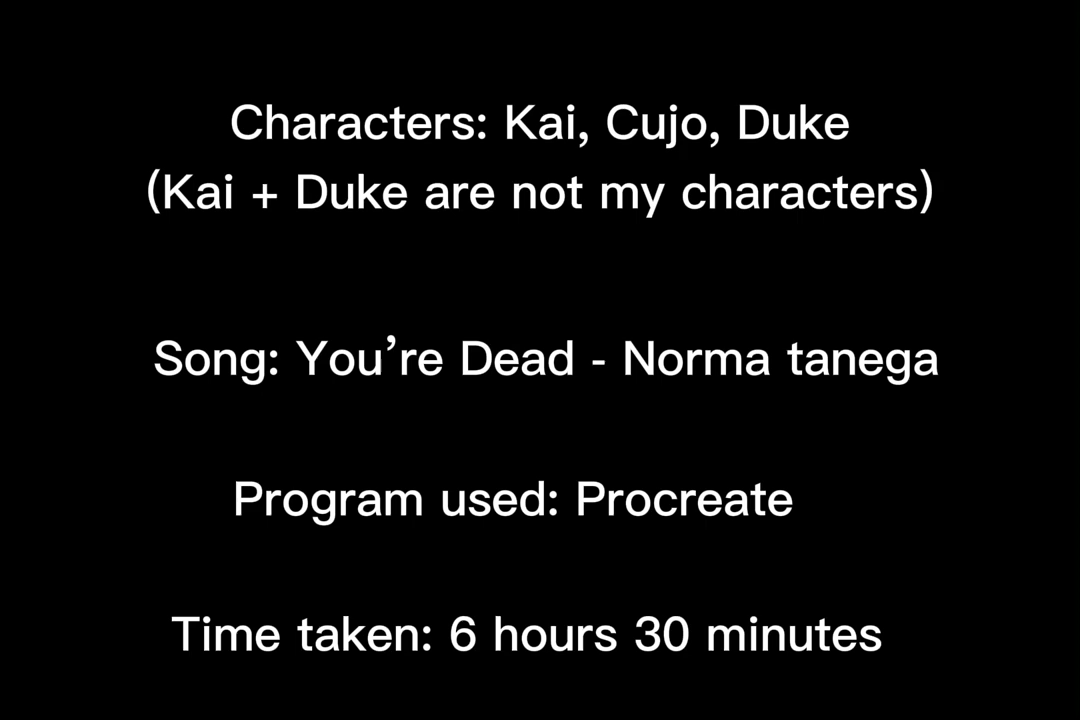 Characters: Kai, Cujo, Duke
(Kai + Duke are not my characters)
Song: You’re Dead - Norma tanega
Program used: Procreate
Time taken: 6 hours 30 minutes